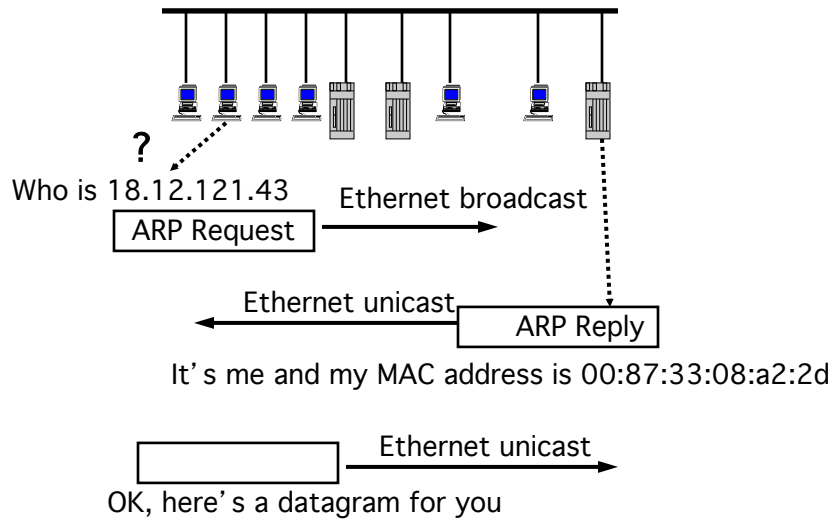 ?
Who is 18.12.121.43
Ethernet broadcast
ARP Request
Ethernet unicast
ARP Reply
It's me and my MAC address is 00:87:33:08:a2:2d
Ethernet unicast
OK, here's a datagram for you